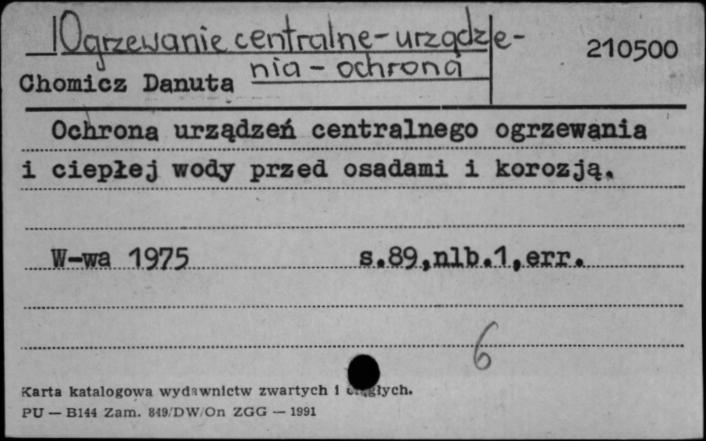 Ogrzewanie centralne - urządze-
nia - ochrona
210500
Chomicz Danuta
Ochrona urządzeń centralnego ogrzewania
i ciepłej wody przed osadami i korozją.
W-wa 1975 s.89,nlb.1,err.
6
Karta katalogowa wydawnictw zwartych i ciągłych.
PU — B144 Zam. 849/DW/On ZGG — 1991